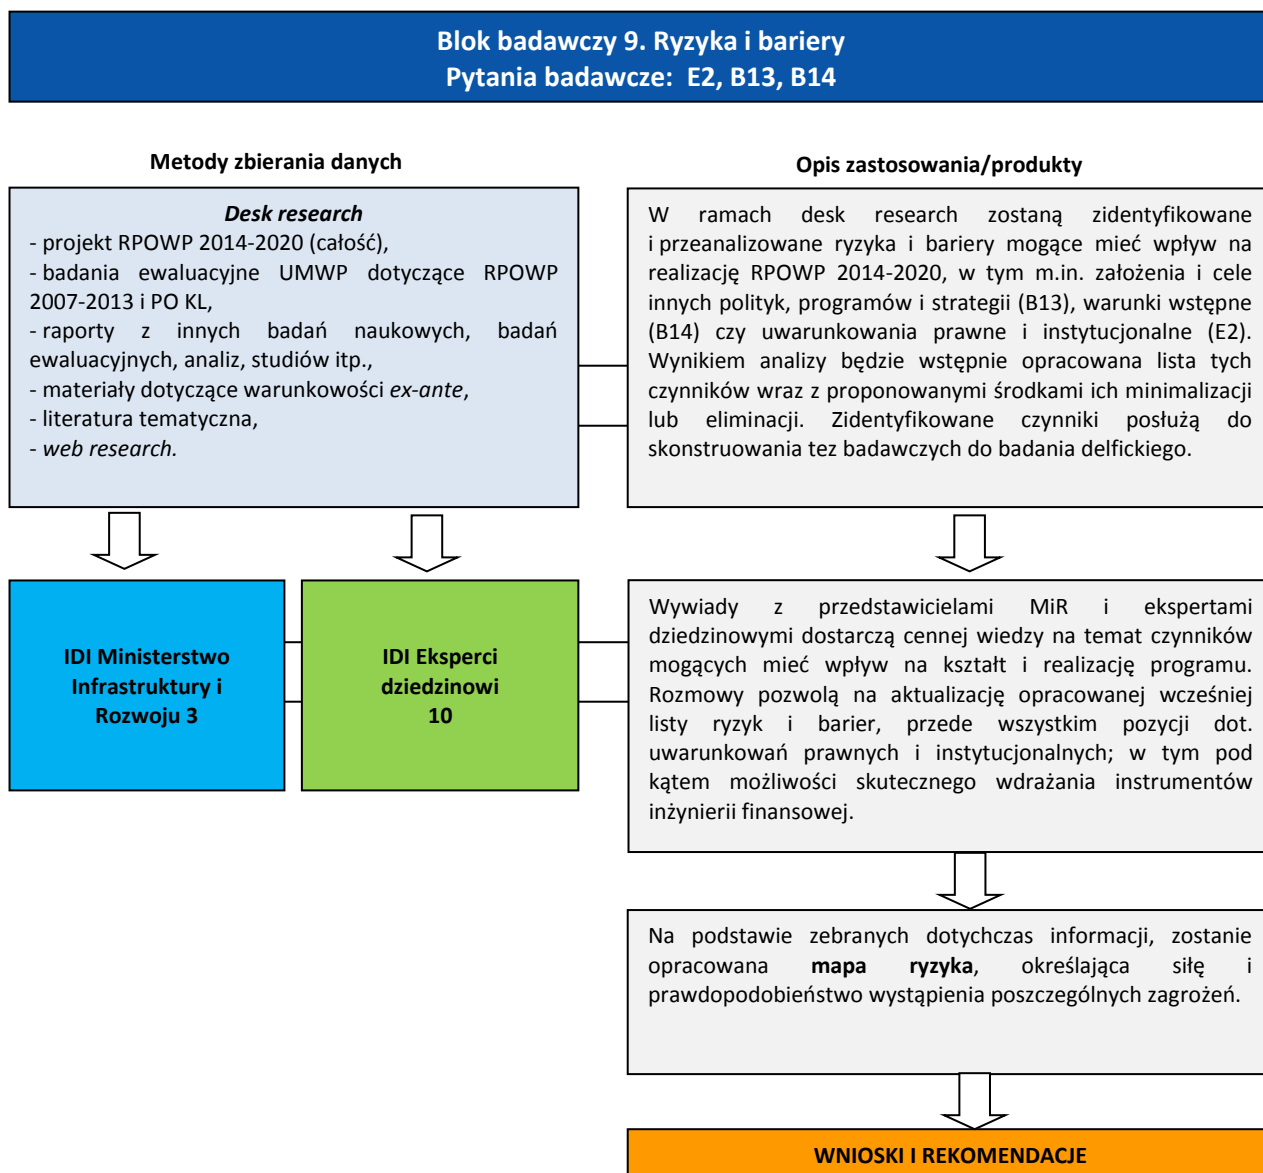 Blok badawczy 9. Ryzyka i bariery
Pytania badawcze:  E2, B13, B14
Metody zbierania danych
Desk research
- projekt RPOWP 2014-2020 (całość),
- badania ewaluacyjne UMWP dotyczące RPOWP
2007-2013 i PO KL,
- raporty z innych badań naukowych, badań
ewaluacyjnych, analiz, studiów itp.,
- materiały dotyczące warunkowości ex-ante,
- literatura tematyczna,
- web research.
Opis zastosowania/produkty
W ramach desk research zostaną zidentyfikowane
i przeanalizowane ryzyka i bariery mogące mieć wpływ na
realizację RPOWP 2014-2020, w tym m.in. założenia i cele
innych polityk, programów i strategii (B13), warunki wstępne
(B14) czy uwarunkowania prawne i instytucjonalne (E2).
Wynikiem analizy będzie wstępnie opracowana lista tych
czynników wraz z proponowanymi środkami ich minimalizacji
lub eliminacji. Zidentyfikowane czynniki posłużą do
skonstruowania tez badawczych do badania delfickiego.
IDI Ministerstwo
Infrastruktury i
Rozwoju 3
IDI Eksperci
dziedzinowi
10
Wywiady z przedstawicielami MiR i ekspertami
dziedzinowymi dostarczą cennej wiedzy na temat czynników
mogących mieć wpływ na kształt i realizację programu.
Rozmowy pozwolą na aktualizację opracowanej wcześniej
listy ryzyk i barier, przede wszystkim pozycji dot.
uwarunkowań prawnych i instytucjonalnych; w tym pod
kątem możliwości skutecznego wdrażania instrumentów
inżynierii finansowej.
Na podstawie zebranych dotychczas informacji, zostanie
opracowana mapa ryzyka, określająca siłę i
prawdopodobieństwo wystąpienia poszczególnych zagrożeń.
WNIOSKI I REKOMENDACJE